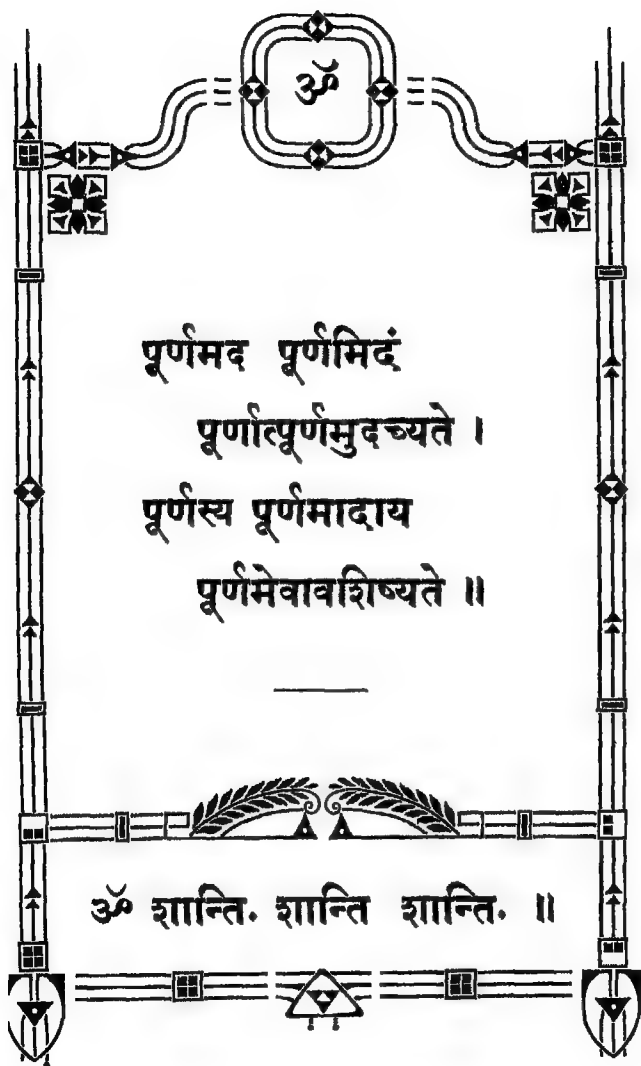 ॐ
पूर्णमद पूर्णमिदं
पूर्णात्पूर्णमुदच्यते ।
पूर्णस्य पूर्णमादाय
पूर्णमेवावशिष्यते ॥
ॐ शान्ति. शान्ति शान्ति. ॥